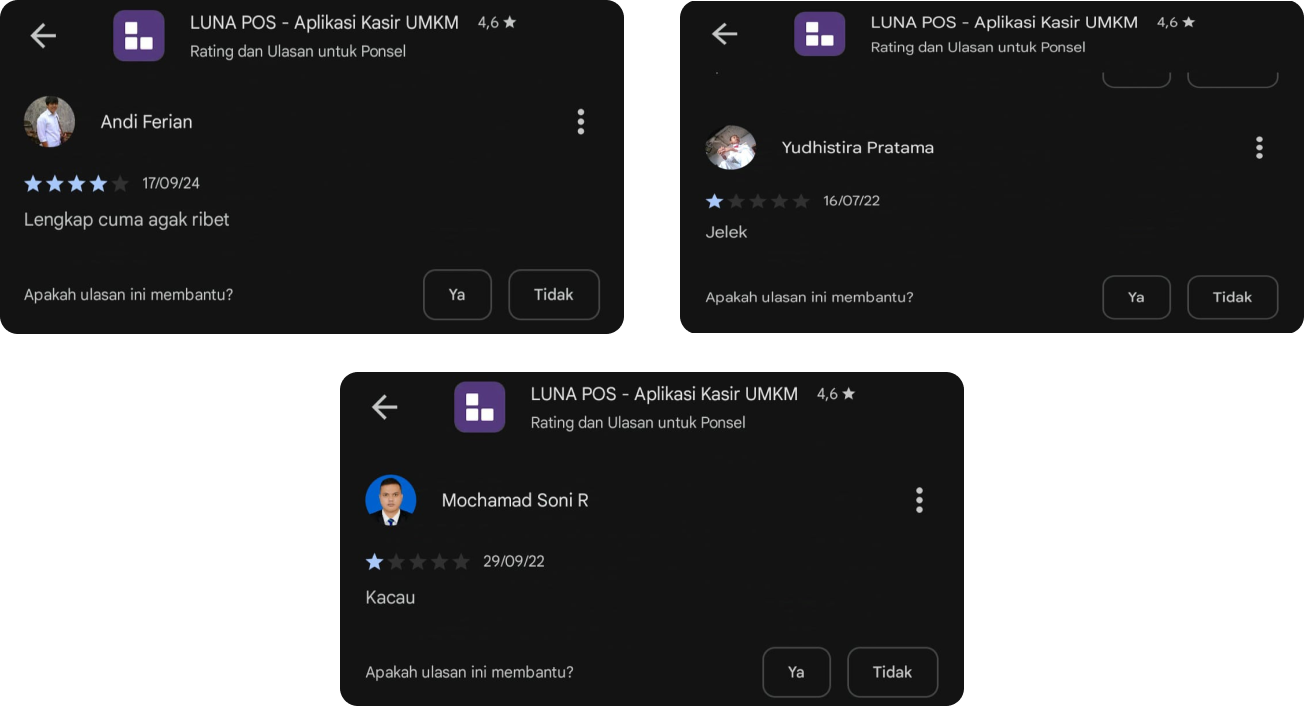 LUNA POS - Aplikasi Kasir UMKM 4,6 ★
Rating dan Ulasan untuk Ponsel
Andi Ferian
17/09/24
Lengkap cuma agak ribet
Apakah ulasan ini membantu? Ya Tidak
LUNA POS - Aplikasi Kasir UMKM 4,6 ★
Rating dan Ulasan untuk Ponsel
Yudhistira Pratama
16/07/22
Jelek
Apakah ulasan ini membantu? Ya Tidak
LUNA POS - Aplikasi Kasir UMKM 4,6 ★
Rating dan Ulasan untuk Ponsel
Mochamad Soni R
29/09/22
Kacau
Apakah ulasan ini membantu? Ya Tidak